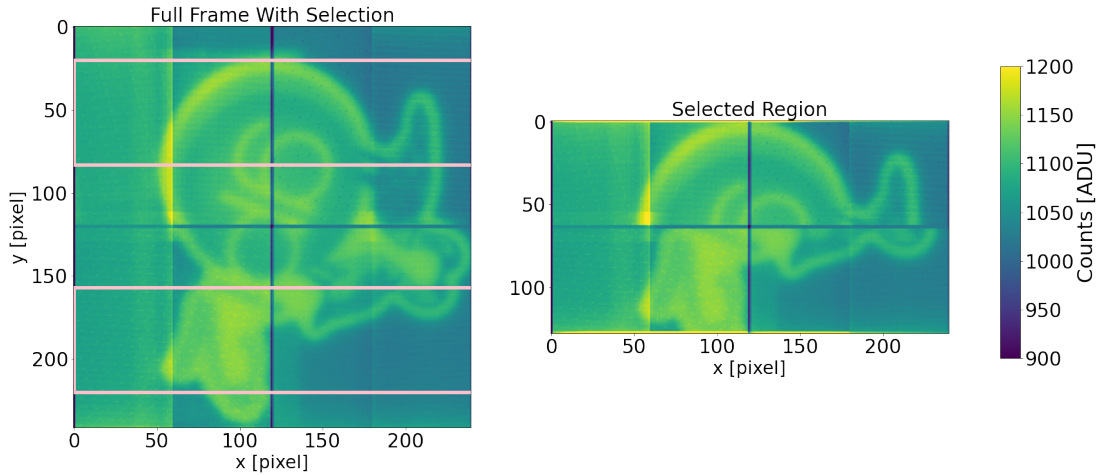 Full Frame With Selection
0
50
100
150
200
y [pixel]
0 50 100 150 200
x [pixel]
Selected Region
0
50
100
0 50 100 150 200
x [pixel]
1200
1150
1100
1050
1000
950
900
Counts [ADU]